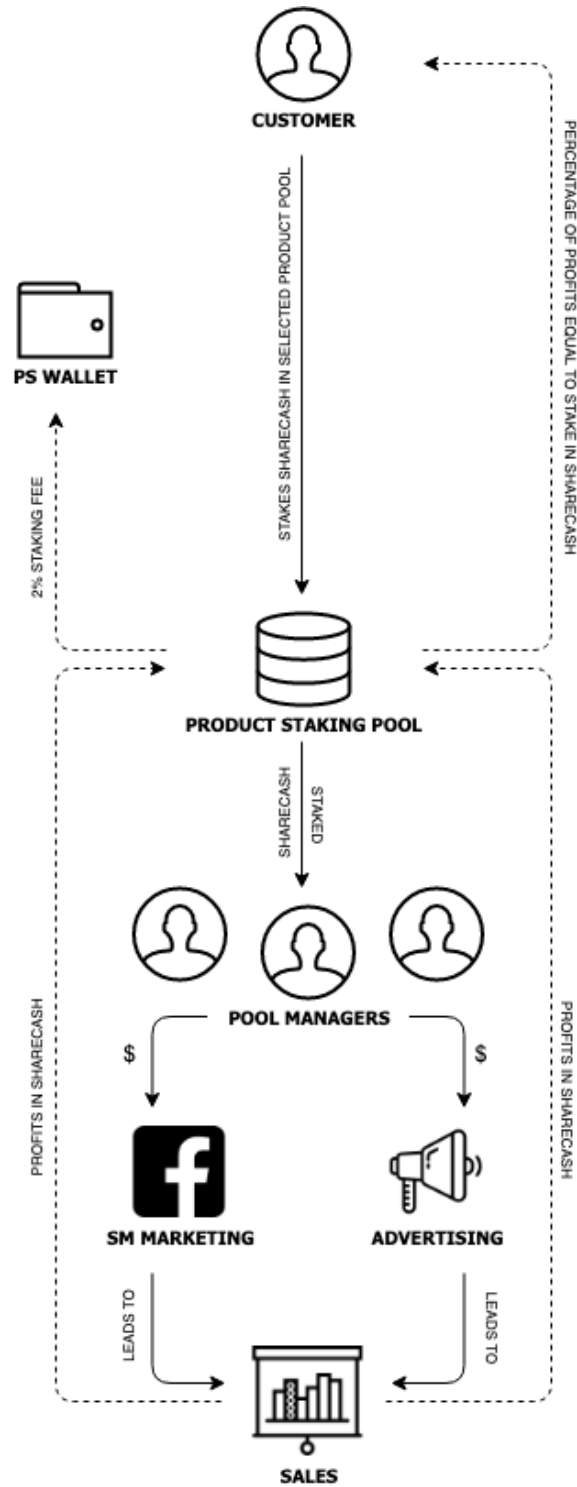 CUSTOMER
STAKES SHARECASH IN SELECTED PRODUCT POOL
PERCENTAGE OF PROFITS EQUAL TO STAKE IN SHARECASH
PS WALLET
2% STAKING FEE
PRODUCT STAKING POOL
SHARECASH
STAKED
POOL MANAGERS
$
$
PROFITS IN SHARECASH
PROFITS IN SHARECASH
f
SM MARKETING
ADVERTISING
LEADS TO
LEADS TO
SALES